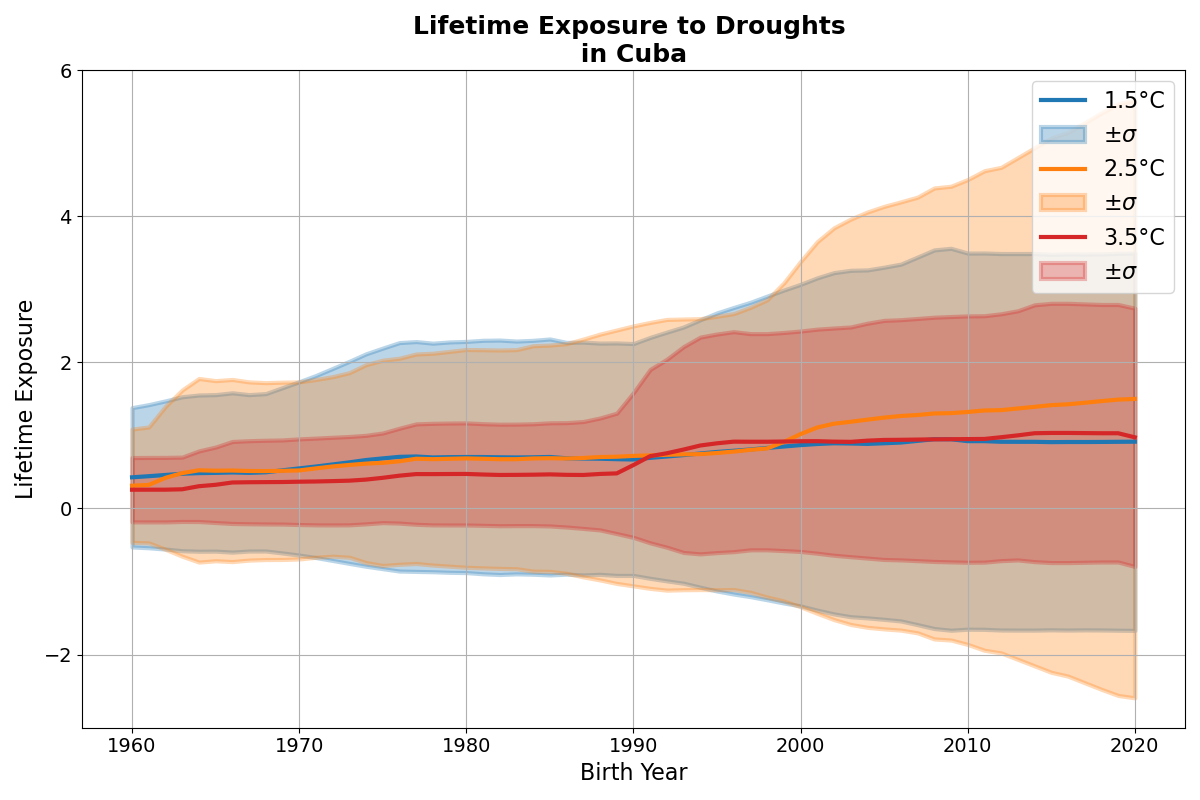 Lifetime Exposure to Droughts
in Cuba
6
4
2
0
−2
Lifetime Exposure
1960 1970 1980 1990 2000 2010 2020
Birth Year
1.5°C
±σ
2.5°C
±σ
3.5°C
±σ